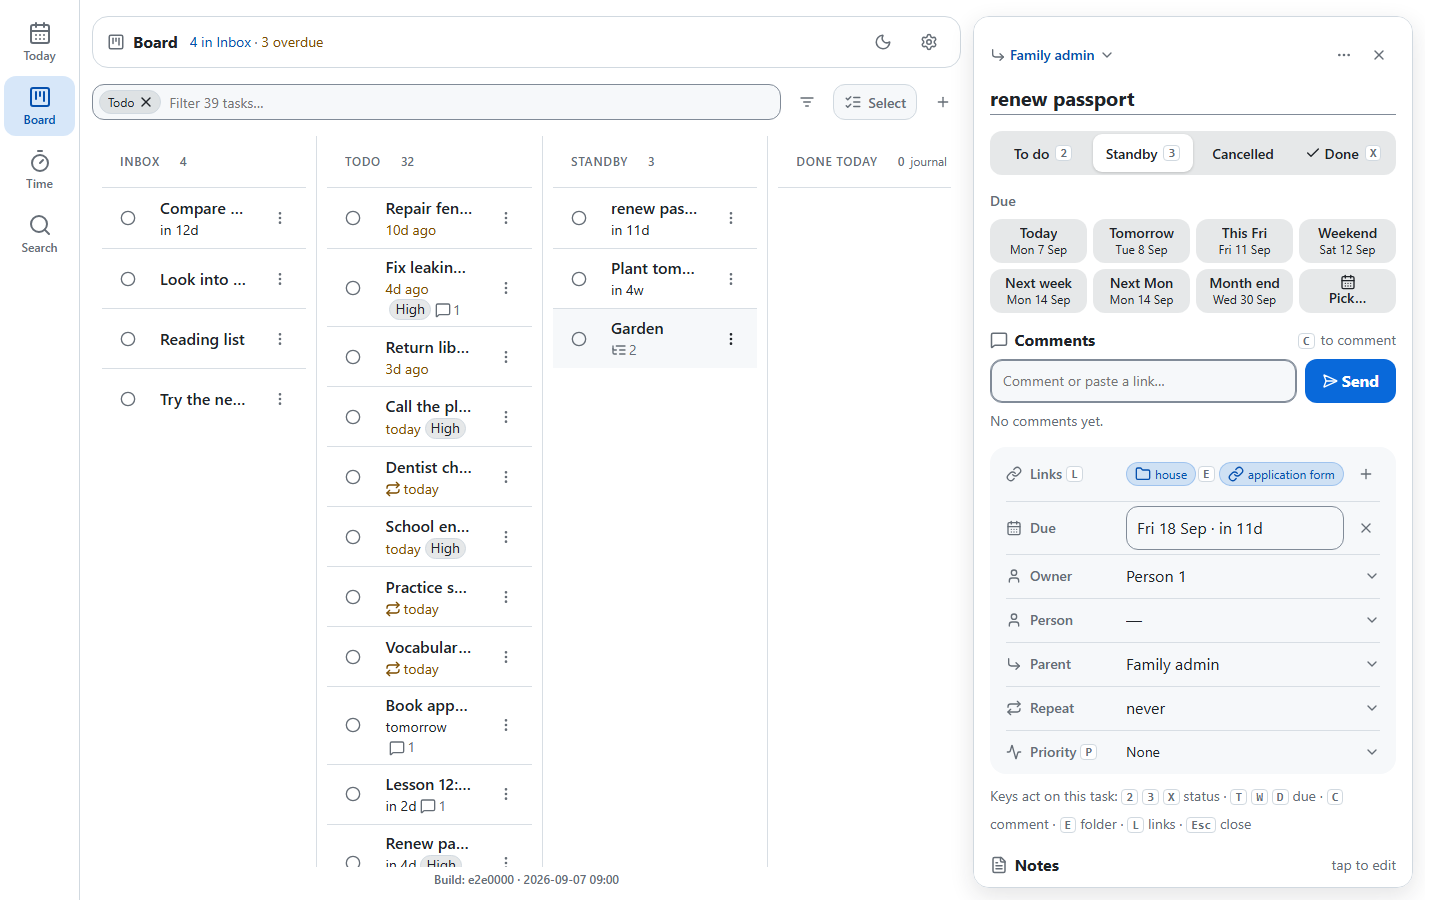 Today
Board
Time
Search
Board 4 in Inbox · 3 overdue
Todo Filter 39 tasks...
Select
INBOX 4
Compare ...
in 12d
Look into ...
Reading list
Try the ne...
TODO 32
Repair fen...
10d ago
Fix leakin...
4d ago
High 1
Return lib...
3d ago
Call the pl...
today High
Dentist ch...
today
School en...
today High
Practice s...
today
Vocabular...
today
Book app...
tomorrow
1
Lesson 12:...
in 2d 1
Renew pa...
in 4d High
STANDBY 3
renew pas...
in 11d
Plant tom...
in 4w
Garden
2
DONE TODAY 0 journal
Build: e2e0000 · 2026-09-07 09:00
Family admin
renew passport
To do 2 Standby 3 Cancelled Done X
Due
Today Tomorrow This Fri Weekend
Mon 7 Sep Tue 8 Sep Fri 11 Sep Sat 12 Sep
Next week Next Mon Month end Pick...
Mon 14 Sep Mon 14 Sep Wed 30 Sep
Comments C to comment
Comment or paste a link... Send
No comments yet.
Links L house E application form
Due Fri 18 Sep · in 11d
Owner Person 1
Person —
Parent Family admin
Repeat never
Priority P None
Keys act on this task: 2 3 X status · T W D due · C
comment · E folder · L links · Esc close
Notes tap to edit